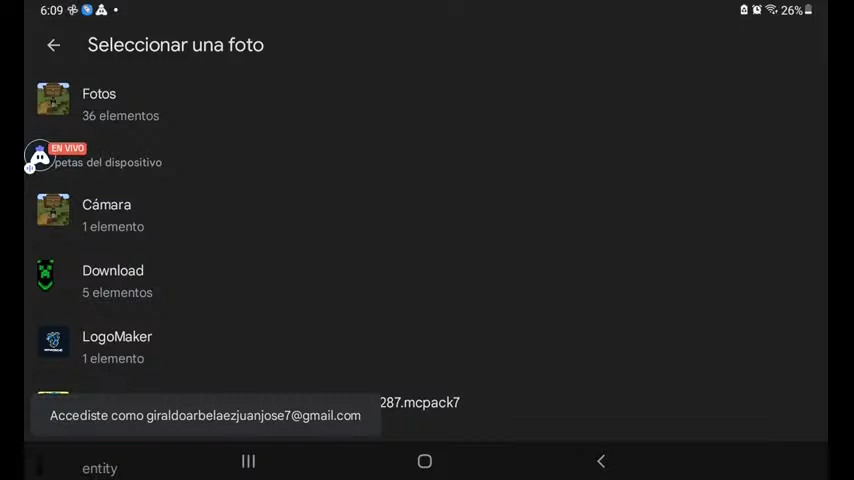 6:09
26%
Seleccionar una foto
Fotos
36 elementos
EN VIVO
petas del dispositivo
Cámara
1 elemento
Download
5 elementos
LogoMaker
1 elemento
287.mcpack7
Accediste como giraldoarbelaezjuanjose7@gmail.com
entity